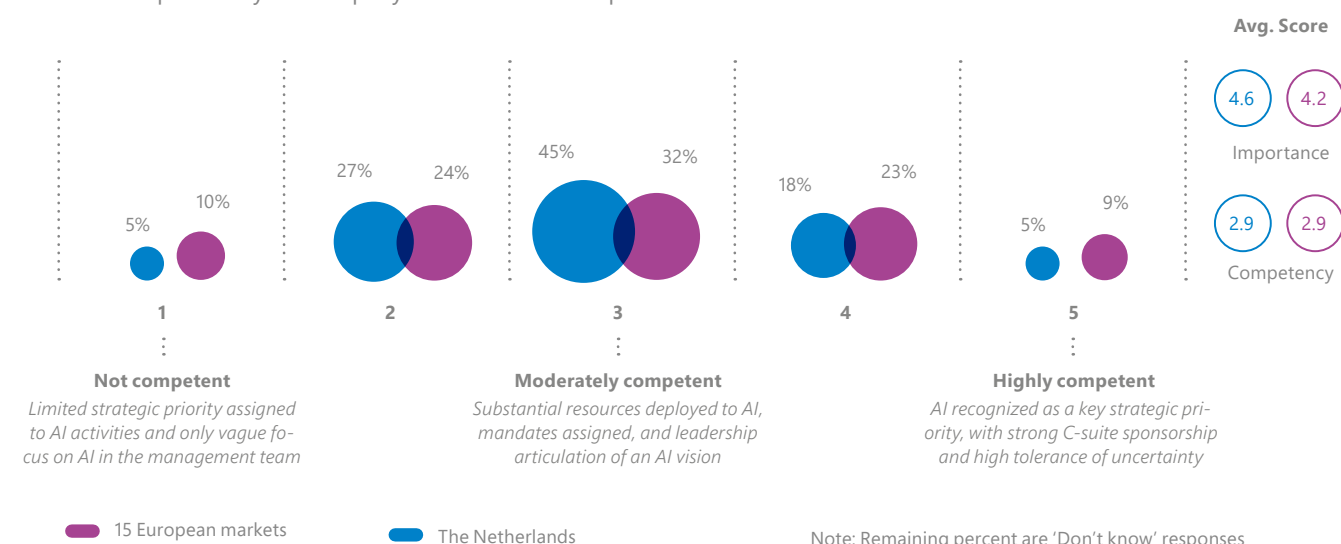 Avg. Score
4.6 4.2
Importance
2.9 2.9
Competency
5% 10%
27% 24%
45% 32%
18% 23%
5% 9%
1 2 3 4 5
Not competent
Limited strategic priority assigned
to AI activities and only vague fo-
cus on AI in the management team
Moderately competent
Substantial resources deployed to AI,
mandates assigned, and leadership
articulation of an AI vision
Highly competent
AI recognized as a key strategic pri-
ority, with strong C-suite sponsorship
and high tolerance of uncertainty
15 European markets
The Netherlands
Note: Remaining percent are ‘Don’t know’ responses